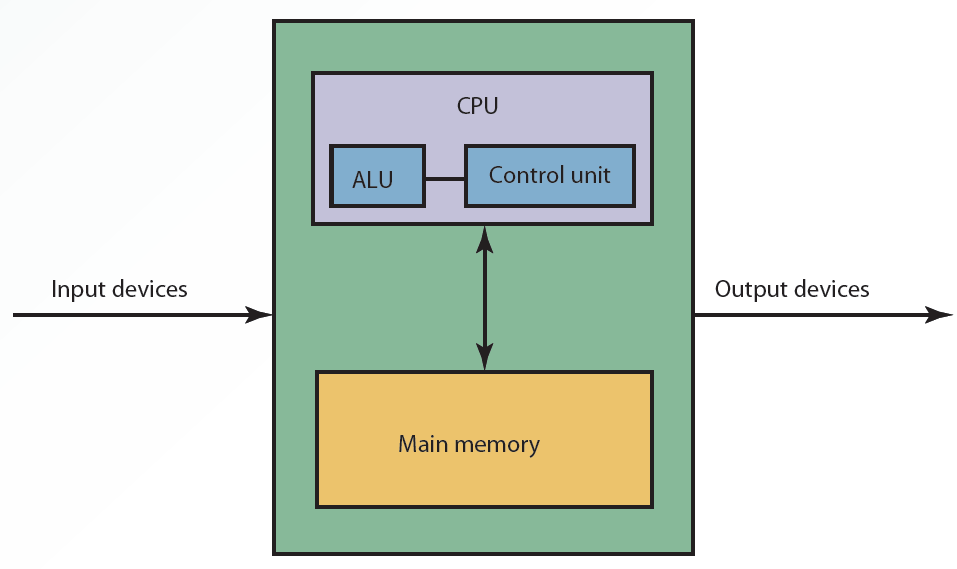 CPU
ALU
Control unit
Input devices
Output devices
Main memory